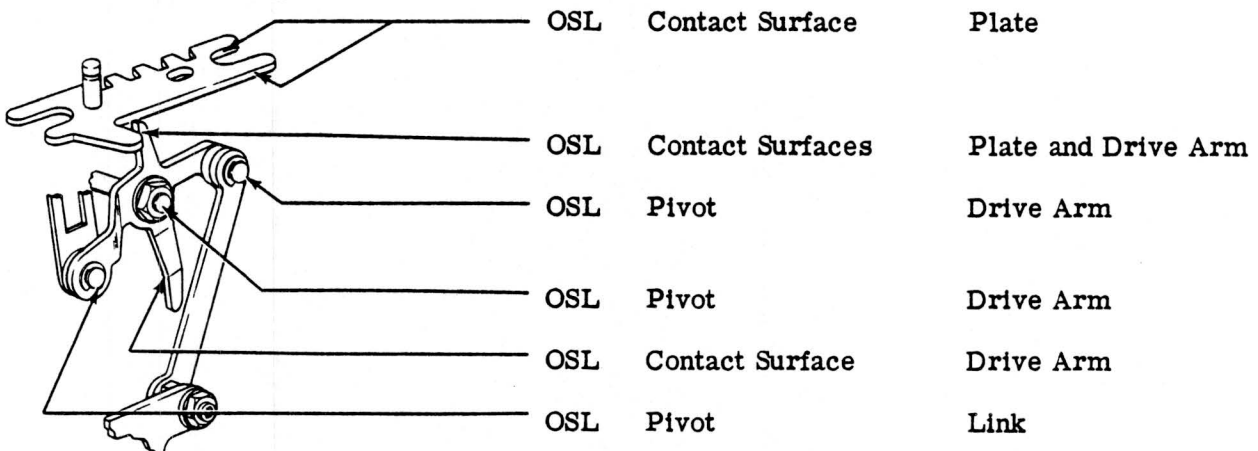 OSL Contact Surface Plate
OSL Contact Surfaces Plate and Drive Arm
OSL Pivot Drive Arm
OSL Pivot Drive Arm
OSL Contact Surface Drive Arm
OSL Pivot Link